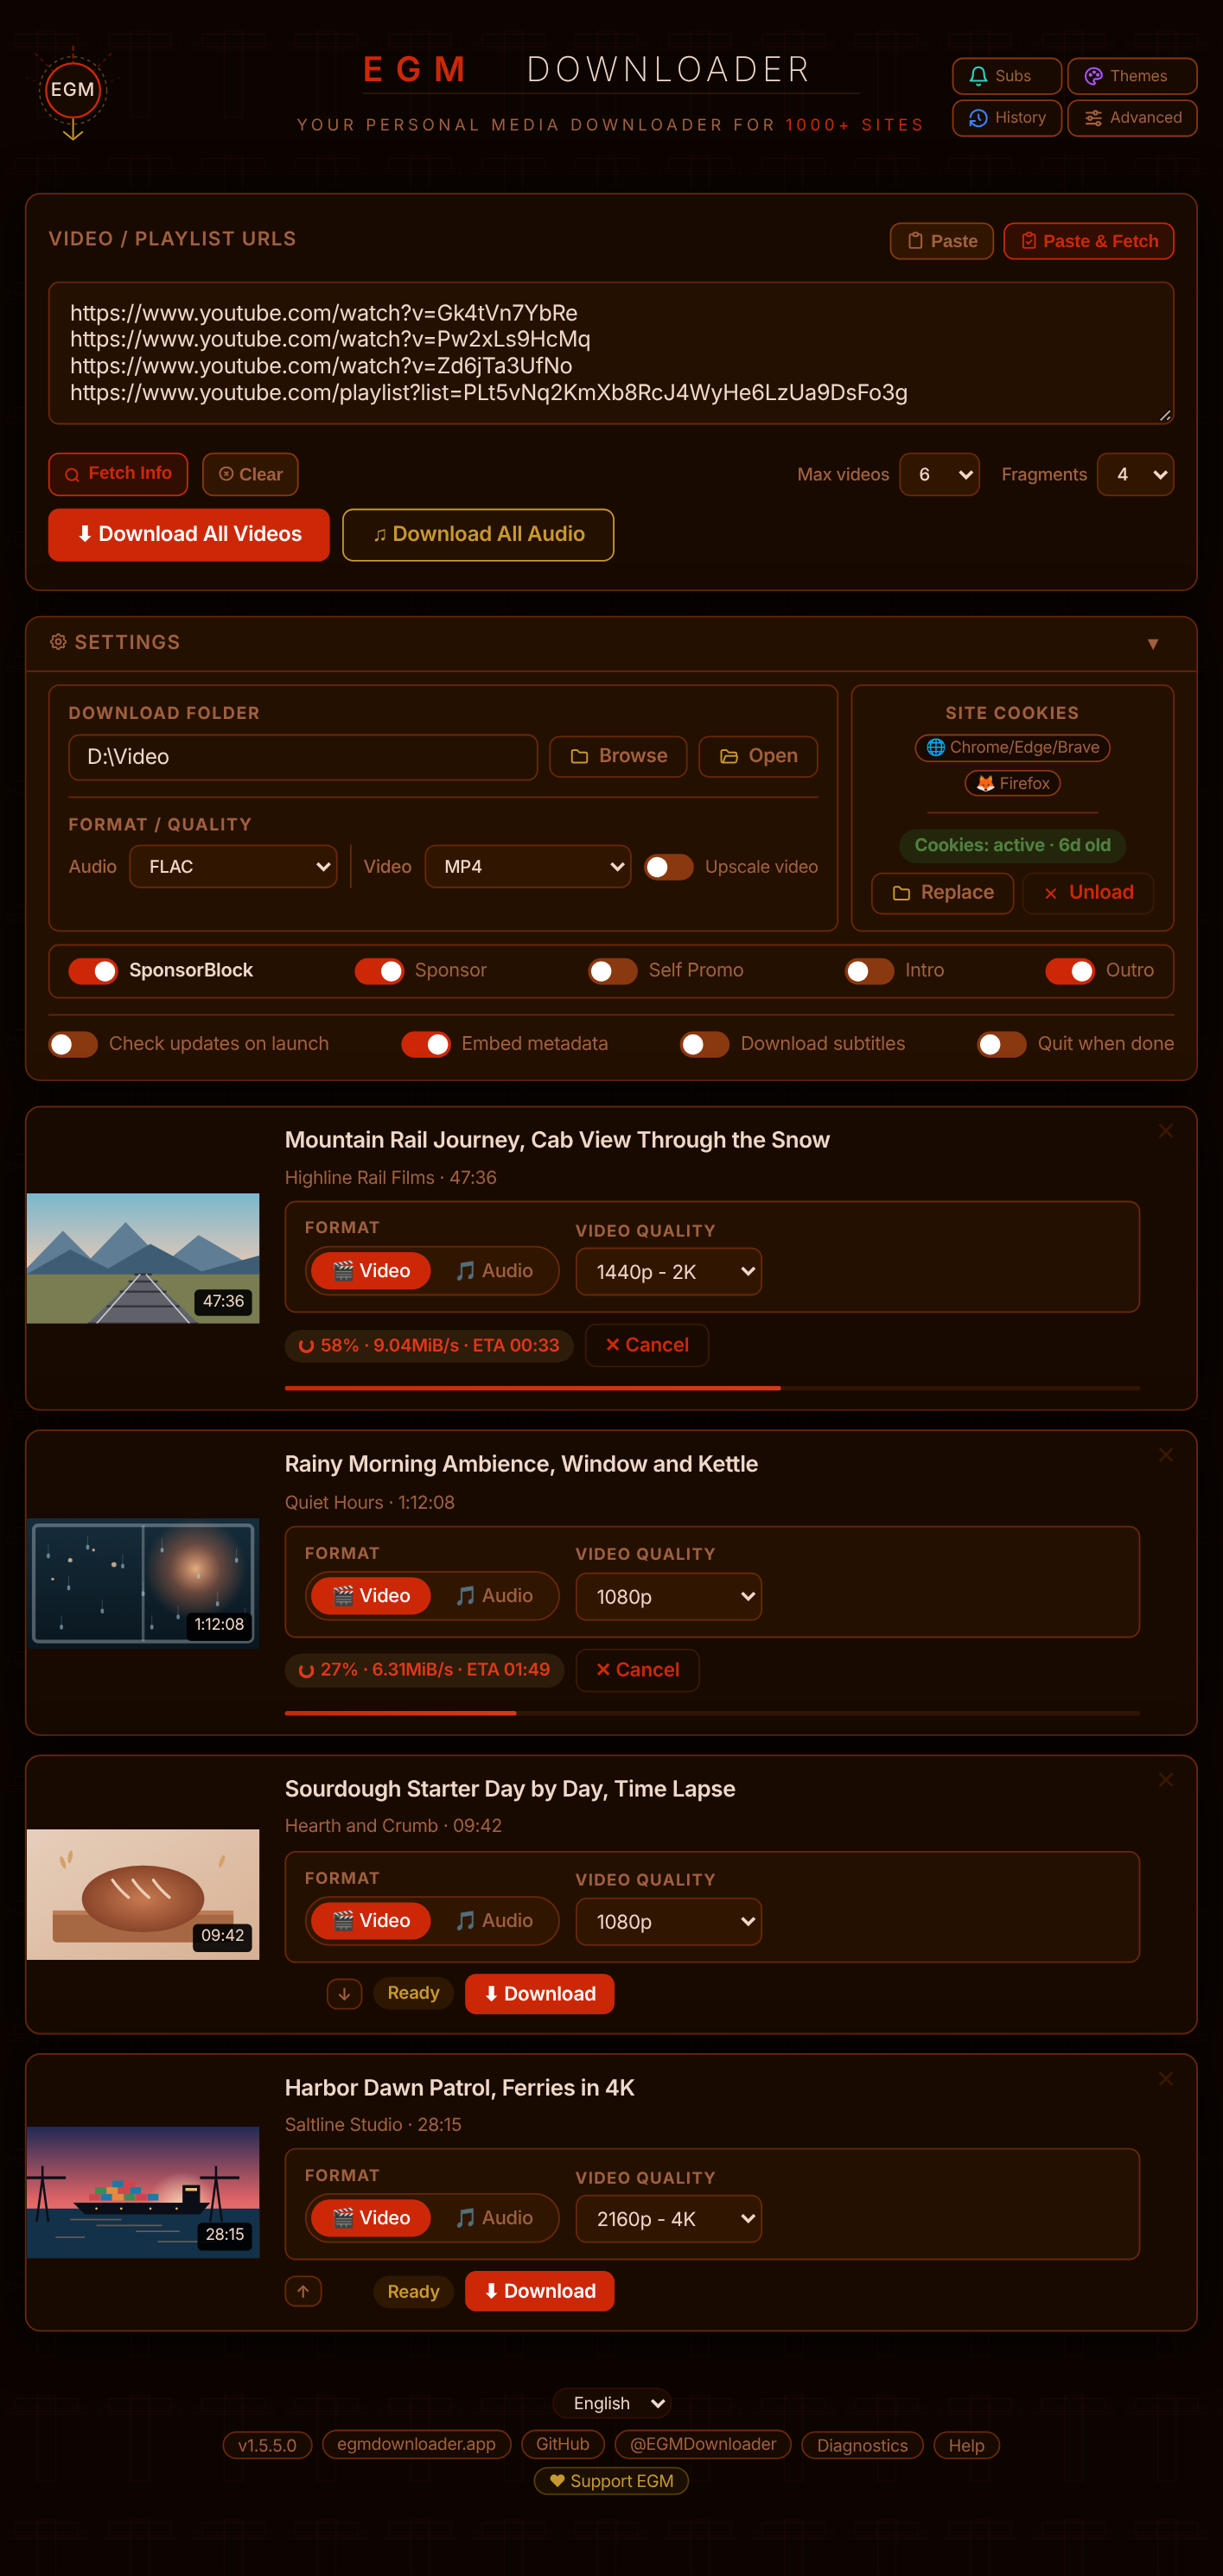 EGM
EGM DOWNLOADER
YOUR PERSONAL MEDIA DOWNLOADER FOR 1000+ SITES
Subs
Themes
History
Advanced
VIDEO / PLAYLIST URLS
Paste
Paste & Fetch
https://www.youtube.com/watch?v=Gk4tVn7YbRe
https://www.youtube.com/watch?v=Pw2xLs9HcMq
https://www.youtube.com/watch?v=Zd6jTa3UfNo
https://www.youtube.com/playlist?list=PLt5vNq2KmXb8RcJ4WyHe6LzUa9DsFo3g
Fetch Info
Clear
Max videos 6
Fragments 4
Download All Videos
Download All Audio
SETTINGS
DOWNLOAD FOLDER
D:\Video
Browse
Open
FORMAT / QUALITY
Audio FLAC
Video MP4
Upscale video
SITE COOKIES
Chrome/Edge/Brave
Firefox
Cookies: active · 6d old
Replace
Unload
SponsorBlock
Sponsor
Self Promo
Intro
Outro
Check updates on launch
Embed metadata
Download subtitles
Quit when done
47:36
Mountain Rail Journey, Cab View Through the Snow
Highline Rail Films · 47:36
FORMAT
VIDEO QUALITY
Video
Audio
1440p - 2K
58% · 9.04MiB/s · ETA 00:33
Cancel
1:12:08
Rainy Morning Ambience, Window and Kettle
Quiet Hours · 1:12:08
FORMAT
VIDEO QUALITY
Video
Audio
1080p
27% · 6.31MiB/s · ETA 01:49
Cancel
09:42
Sourdough Starter Day by Day, Time Lapse
Hearth and Crumb · 09:42
FORMAT
VIDEO QUALITY
Video
Audio
1080p
Ready
Download
28:15
Harbor Dawn Patrol, Ferries in 4K
Saltline Studio · 28:15
FORMAT
VIDEO QUALITY
Video
Audio
2160p - 4K
Ready
Download
English
v1.5.5.0
egmdownloader.app
GitHub
@EGMDownloader
Diagnostics
Help
Support EGM